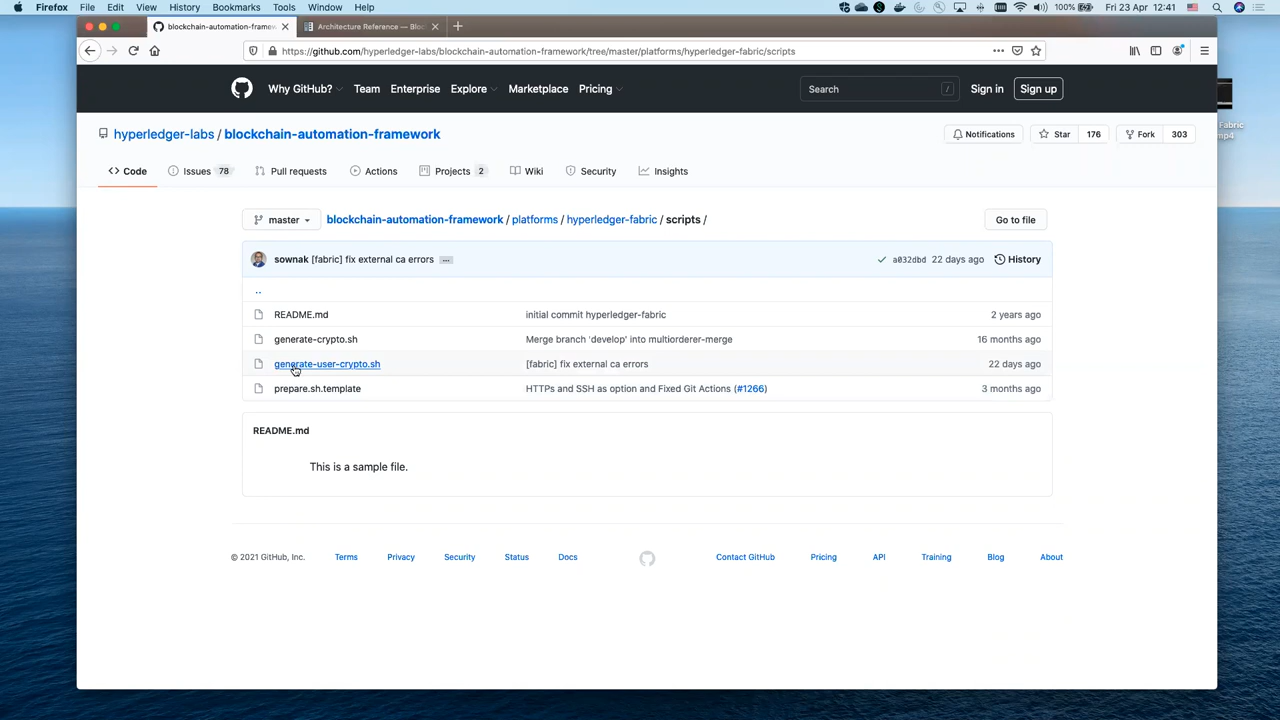 Firefox File Edit View History Bookmarks Tools Window Help 100% Fri 23 Apr 12:41
blockchain-automation-framew Architecture Reference — Bloc
https://github.com/hyperledger-labs/blockchain-automation-framework/tree/master/platforms/hyperledger-fabric/scripts
Why GitHub? Team Enterprise Explore Marketplace Pricing Search / Sign in Sign up
Fabric
mp4
hyperledger-labs / blockchain-automation-framework Notifications Star 176 Fork 303
Code Issues 78 Pull requests Actions Projects 2 Wiki Security Insights
master blockchain-automation-framework / platforms / hyperledger-fabric / scripts / Go to file
sownak [fabric] fix external ca errors ... a032dbd 22 days ago History
..
README.md initial commit hyperledger-fabric 2 years ago
generate-crypto.sh Merge branch 'develop' into multiorderer-merge 16 months ago
generate-user-crypto.sh [fabric] fix external ca errors 22 days ago
prepare.sh.template HTTPs and SSH as option and Fixed Git Actions (#1266) 3 months ago
README.md
This is a sample file.
© 2021 GitHub, Inc. Terms Privacy Security Status Docs Contact GitHub Pricing API Training Blog About